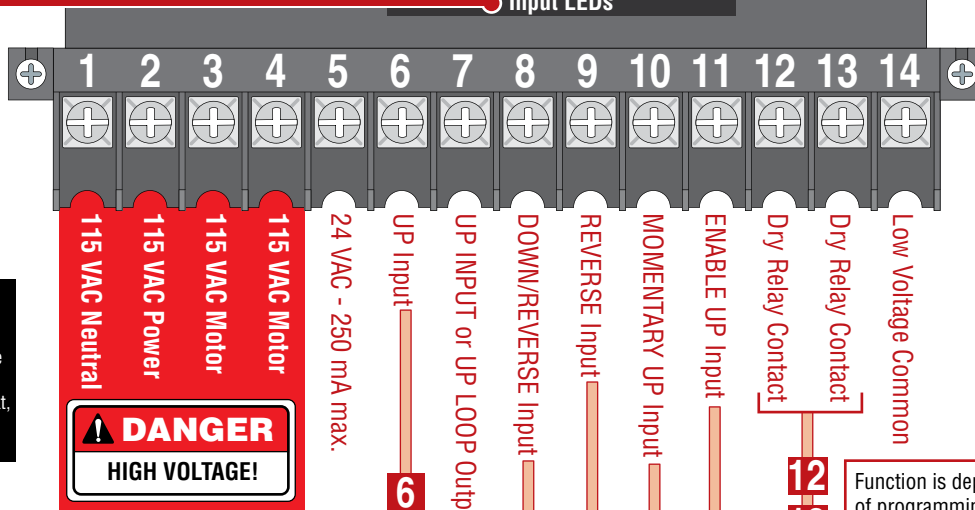 Input LEDs
1 2 3 4 5 6 7 8 9 10 11 12 13 14
115 VAC Neutral
115 VAC Power
115 VAC Motor
115 VAC Motor
24 VAC - 250 mA max.
UP Input
UP INPUT or UP LOOP Outp
DOWN/REVERSE Input
REVERSE Input
MOMENTARY UP Input
ENABLE UP Input
Dry Relay Contact
Dry Relay Contact
Low Voltage Common
DANGER
HIGH VOLTAGE!
6
12
Function is dep
of programmin